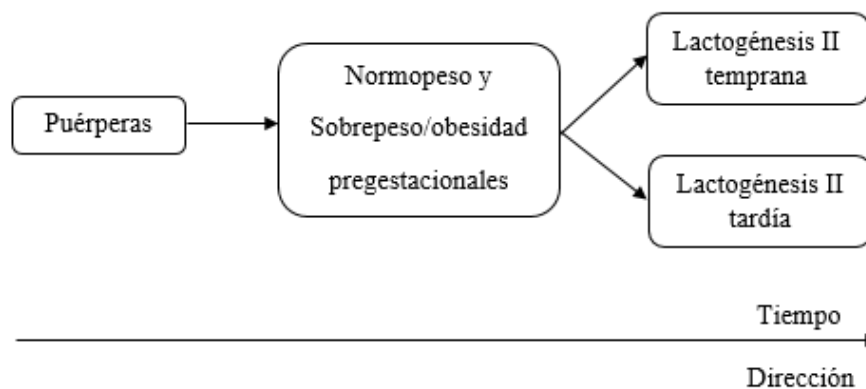 Puérperas
Normopeso y
Sobrepeso/obesidad
pregestacionales
Lactogénesis II
temprana
Lactogénesis II
tardía
Tiempo
Dirección